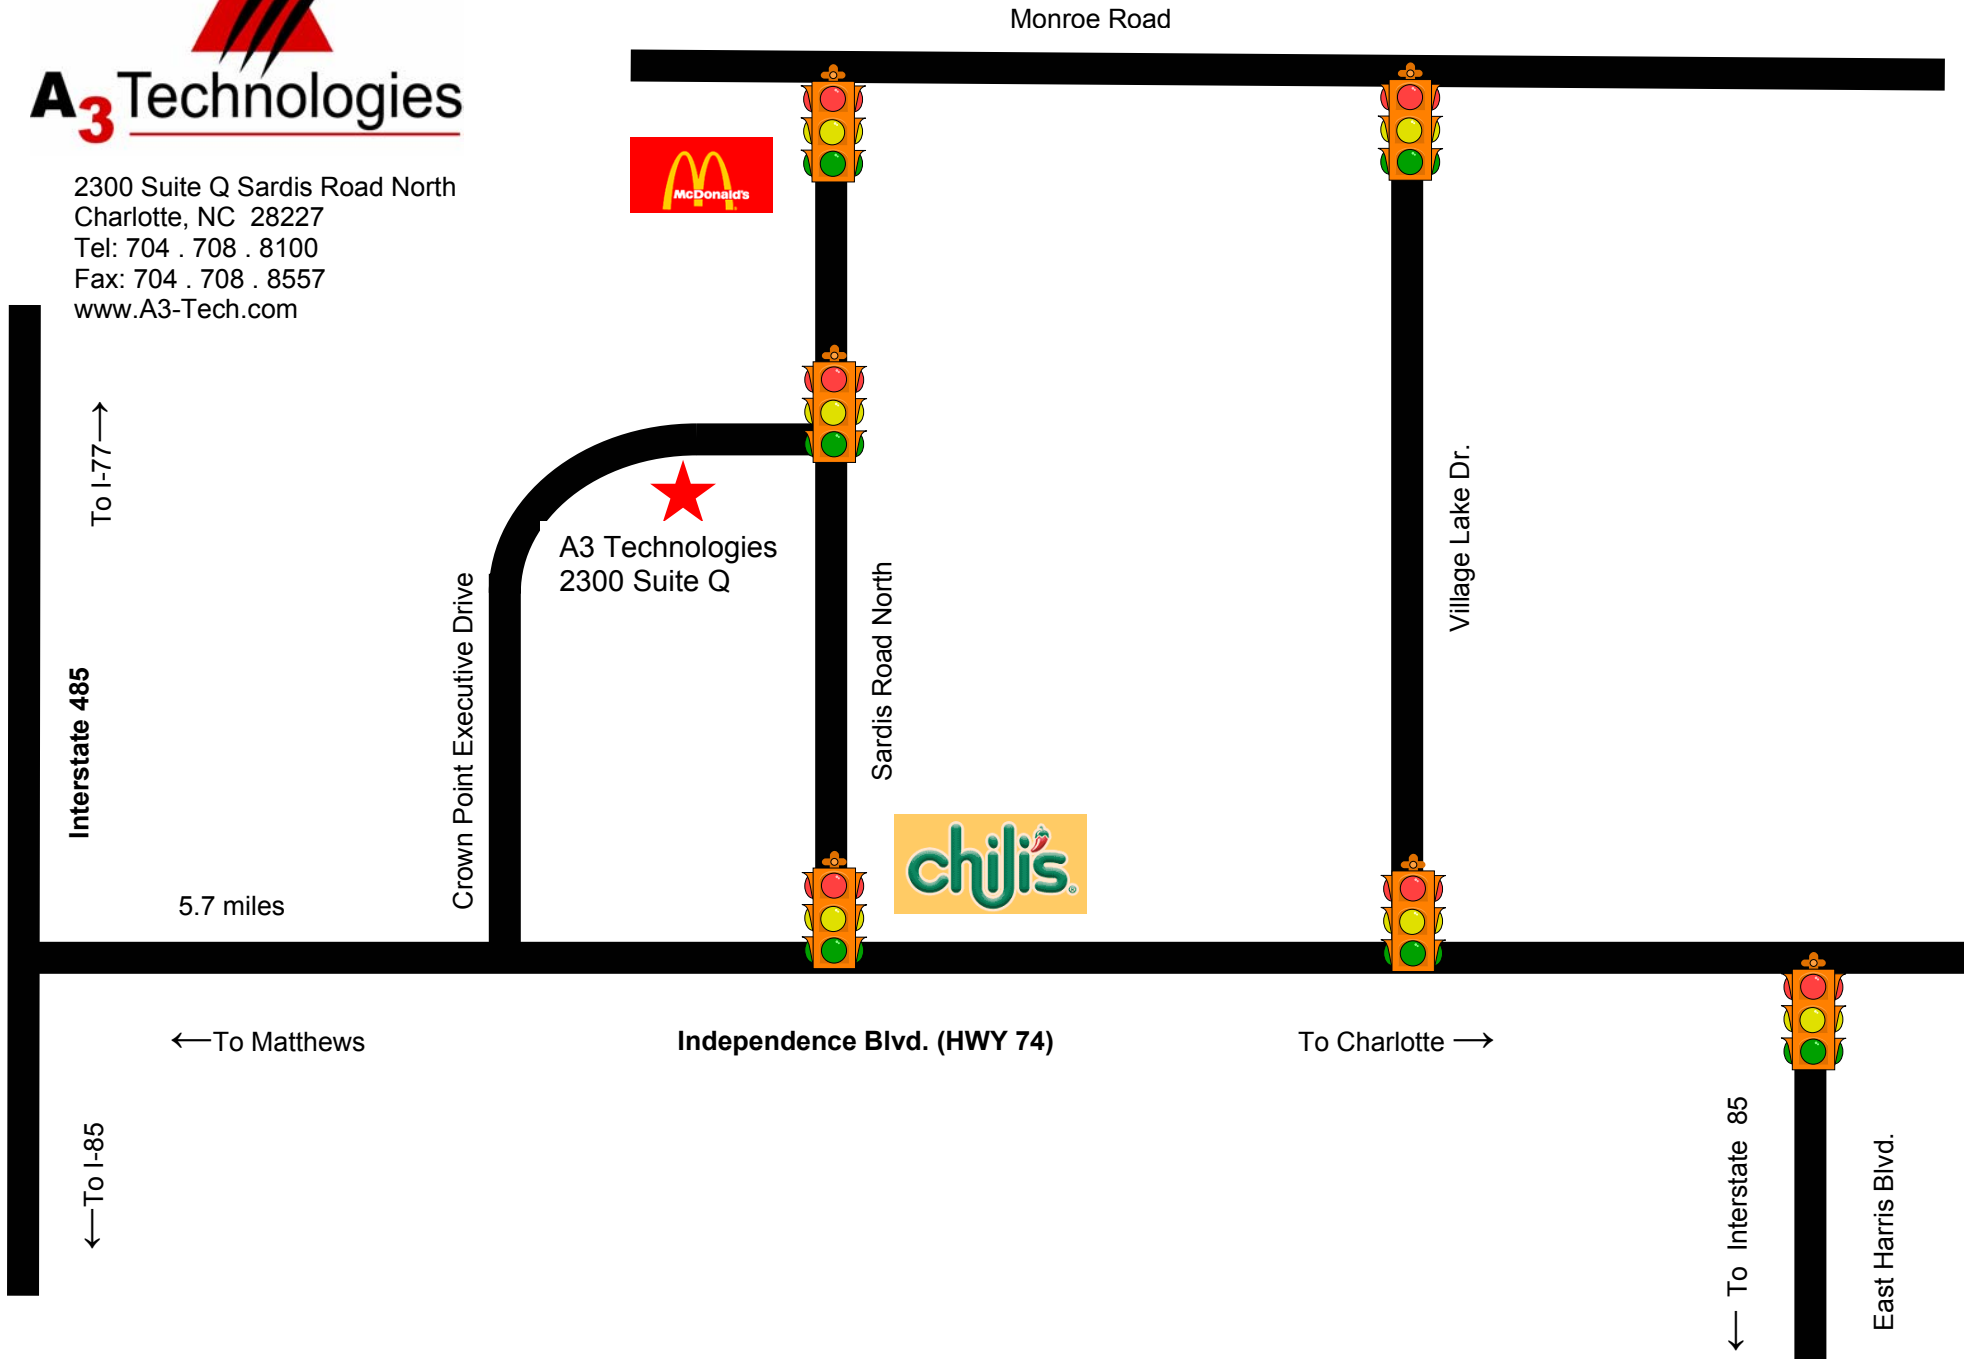 Monroe Road
A3 Technologies
McDonald's
2300 Suite Q Sardis Road North
Charlotte, NC 28227
Tel: 704 . 708 . 8100
Fax: 704 . 708 . 8557
www.A3-Tech.com
To I-77→
A3 Technologies
2300 Suite Q
Crown Point Executive Drive
Sardis Road North
Village Lake Dr.
Interstate 485
chili's®
5.7 miles
←To Matthews
Independence Blvd. (HWY 74)
To Charlotte →
←To I-85
← To Interstate 85
East Harris Blvd.